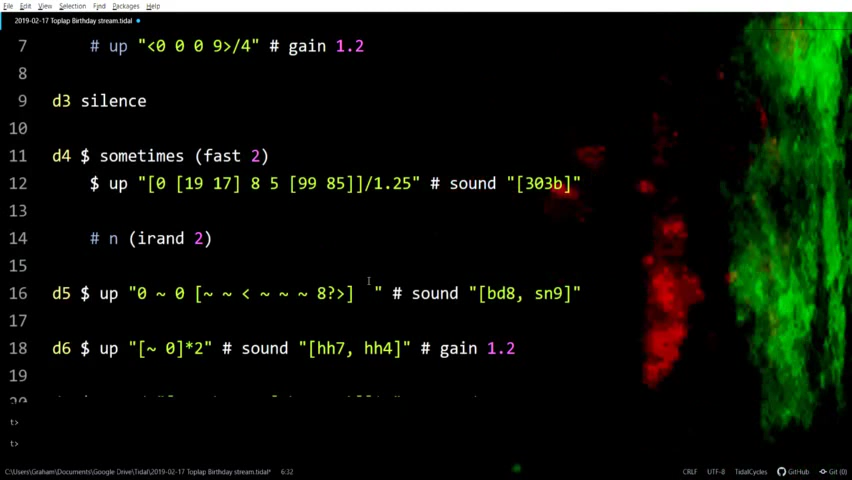 File Edit View Selection Find Packages Help
2019-02-17 Toplap Birthday stream.tidal
7 # up "<0 0 0 9>/4" # gain 1.2
8
9 d3 silence
10
11 d4 $ sometimes (fast 2)
12 $ up "[0 [19 17] 8 5 [99 85]]/1.25" # sound "[303b]"
13
14 # n (irand 2)
15
16 d5 $ up "0 ~ 0 [~ ~ < ~ ~ ~ 8?>] " # sound "[bd8, sn9]"
17
18 d6 $ up "[~ 0]*2" # sound "[hh7, hh4]" # gain 1.2
19
20
t>
t>
C:\Users\Graham\Documents\Google Drive\Tidal\2019-02-17 Toplap Birthday stream.tidal* 6:32 CRLF UTF-8 TidalCycles GitHub Git (0)